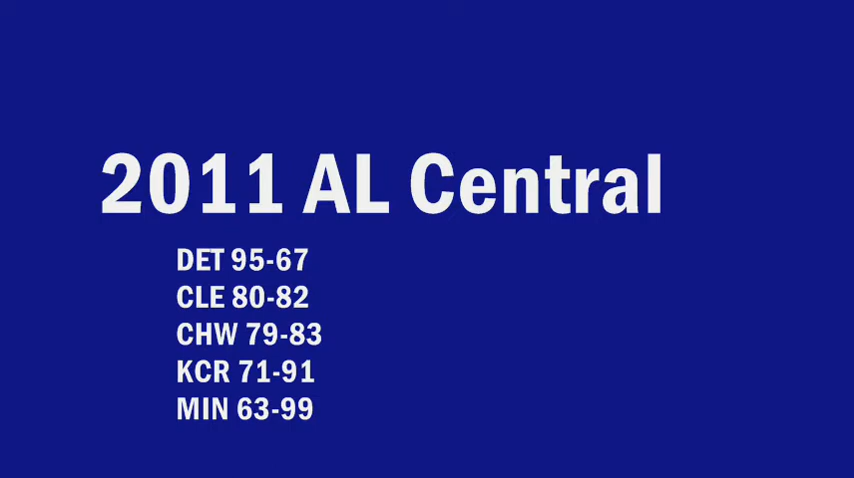 2011 AL Central
DET 95-67
CLE 80-82
CHW 79-83
KCR 71-91
MIN 63-99